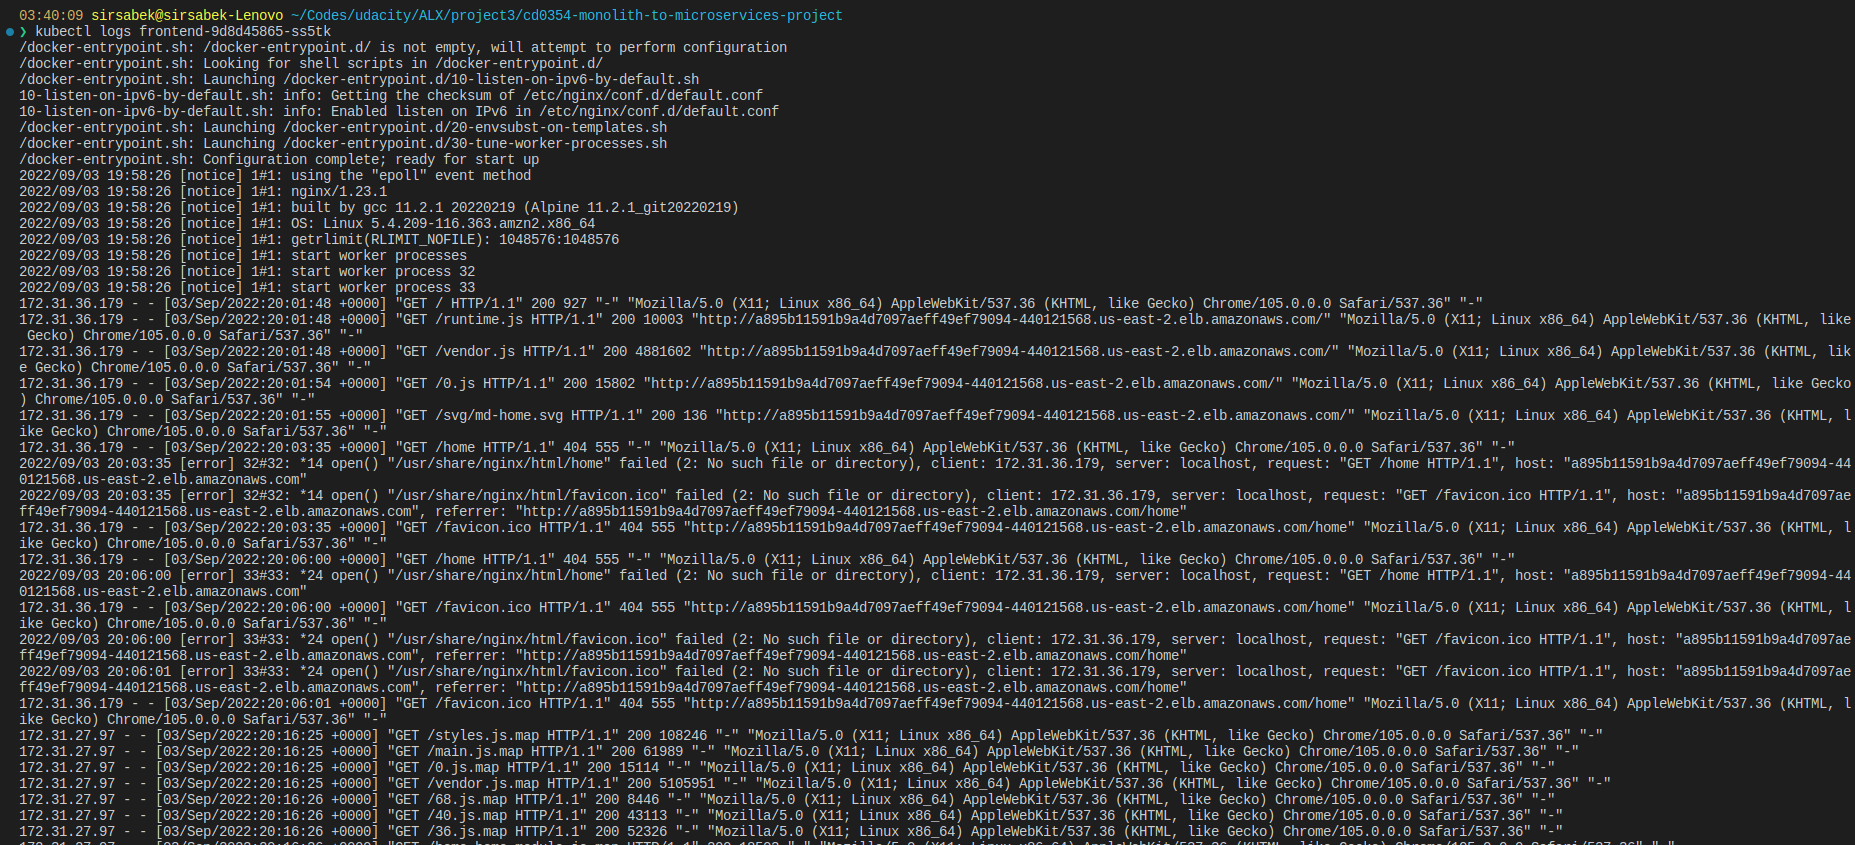 03:40:09 sirsabek@sirsabek-Lenovo ~/Codes/udacity/ALX/project3/cd0354-monolith-to-microservices-project
❯ kubectl logs frontend-9d8d45865-ss5tk
/docker-entrypoint.sh: /docker-entrypoint.d/ is not empty, will attempt to perform configuration
/docker-entrypoint.sh: Looking for shell scripts in /docker-entrypoint.d/
/docker-entrypoint.sh: Launching /docker-entrypoint.d/10-listen-on-ipv6-by-default.sh
10-listen-on-ipv6-by-default.sh: info: Getting the checksum of /etc/nginx/conf.d/default.conf
10-listen-on-ipv6-by-default.sh: info: Enabled listen on IPv6 in /etc/nginx/conf.d/default.conf
/docker-entrypoint.sh: Launching /docker-entrypoint.d/20-envsubst-on-templates.sh
/docker-entrypoint.sh: Launching /docker-entrypoint.d/30-tune-worker-processes.sh
/docker-entrypoint.sh: Configuration complete; ready for start up
2022/09/03 19:58:26 [notice] 1#1: using the "epoll" event method
2022/09/03 19:58:26 [notice] 1#1: nginx/1.23.1
2022/09/03 19:58:26 [notice] 1#1: built by gcc 11.2.1 20220219 (Alpine 11.2.1_git20220219)
2022/09/03 19:58:26 [notice] 1#1: OS: Linux 5.4.209-116.363.amzn2.x86_64
2022/09/03 19:58:26 [notice] 1#1: getrlimit(RLIMIT_NOFILE): 1048576:1048576
2022/09/03 19:58:26 [notice] 1#1: start worker processes
2022/09/03 19:58:26 [notice] 1#1: start worker process 32
2022/09/03 19:58:26 [notice] 1#1: start worker process 33
172.31.36.179 - - [03/Sep/2022:20:01:48 +0000] "GET / HTTP/1.1" 200 927 "-" "Mozilla/5.0 (X11; Linux x86_64) AppleWebKit/537.36 (KHTML, like Gecko) Chrome/105.0.0.0 Safari/537.36" "-"
172.31.36.179 - - [03/Sep/2022:20:01:48 +0000] "GET /runtime.js HTTP/1.1" 200 10003 "http://a895b11591b9a4d7097aeff49ef79094-440121568.us-east-2.elb.amazonaws.com/" "Mozilla/5.0 (X11; Linux x86_64) AppleWebKit/537.36 (KHTML, like
 Gecko) Chrome/105.0.0.0 Safari/537.36" "-"
172.31.36.179 - - [03/Sep/2022:20:01:48 +0000] "GET /vendor.js HTTP/1.1" 200 4881602 "http://a895b11591b9a4d7097aeff49ef79094-440121568.us-east-2.elb.amazonaws.com/" "Mozilla/5.0 (X11; Linux x86_64) AppleWebKit/537.36 (KHTML, lik
e Gecko) Chrome/105.0.0.0 Safari/537.36" "-"
172.31.36.179 - - [03/Sep/2022:20:01:54 +0000] "GET /0.js HTTP/1.1" 200 15802 "http://a895b11591b9a4d7097aeff49ef79094-440121568.us-east-2.elb.amazonaws.com/" "Mozilla/5.0 (X11; Linux x86_64) AppleWebKit/537.36 (KHTML, like Gecko
) Chrome/105.0.0.0 Safari/537.36" "-"
172.31.36.179 - - [03/Sep/2022:20:01:55 +0000] "GET /svg/md-home.svg HTTP/1.1" 200 136 "http://a895b11591b9a4d7097aeff49ef79094-440121568.us-east-2.elb.amazonaws.com/" "Mozilla/5.0 (X11; Linux x86_64) AppleWebKit/537.36 (KHTML, l
ike Gecko) Chrome/105.0.0.0 Safari/537.36" "-"
172.31.36.179 - - [03/Sep/2022:20:03:35 +0000] "GET /home HTTP/1.1" 404 555 "-" "Mozilla/5.0 (X11; Linux x86_64) AppleWebKit/537.36 (KHTML, like Gecko) Chrome/105.0.0.0 Safari/537.36" "-"
2022/09/03 20:03:35 [error] 32#32: *14 open() "/usr/share/nginx/html/home" failed (2: No such file or directory), client: 172.31.36.179, server: localhost, request: "GET /home HTTP/1.1", host: "a895b11591b9a4d7097aeff49ef79094-44
0121568.us-east-2.elb.amazonaws.com"
2022/09/03 20:03:35 [error] 32#32: *14 open() "/usr/share/nginx/html/favicon.ico" failed (2: No such file or directory), client: 172.31.36.179, server: localhost, request: "GET /favicon.ico HTTP/1.1", host: "a895b11591b9a4d7097ae
ff49ef79094-440121568.us-east-2.elb.amazonaws.com", referrer: "http://a895b11591b9a4d7097aeff49ef79094-440121568.us-east-2.elb.amazonaws.com/home"
172.31.36.179 - - [03/Sep/2022:20:03:35 +0000] "GET /favicon.ico HTTP/1.1" 404 555 "http://a895b11591b9a4d7097aeff49ef79094-440121568.us-east-2.elb.amazonaws.com/home" "Mozilla/5.0 (X11; Linux x86_64) AppleWebKit/537.36 (KHTML, l
ike Gecko) Chrome/105.0.0.0 Safari/537.36" "-"
172.31.36.179 - - [03/Sep/2022:20:06:00 +0000] "GET /home HTTP/1.1" 404 555 "-" "Mozilla/5.0 (X11; Linux x86_64) AppleWebKit/537.36 (KHTML, like Gecko) Chrome/105.0.0.0 Safari/537.36" "-"
2022/09/03 20:06:00 [error] 33#33: *24 open() "/usr/share/nginx/html/home" failed (2: No such file or directory), client: 172.31.36.179, server: localhost, request: "GET /home HTTP/1.1", host: "a895b11591b9a4d7097aeff49ef79094-44
0121568.us-east-2.elb.amazonaws.com"
172.31.36.179 - - [03/Sep/2022:20:06:00 +0000] "GET /favicon.ico HTTP/1.1" 404 555 "http://a895b11591b9a4d7097aeff49ef79094-440121568.us-east-2.elb.amazonaws.com/home" "Mozilla/5.0 (X11; Linux x86_64) AppleWebKit/537.36 (KHTML, l
ike Gecko) Chrome/105.0.0.0 Safari/537.36" "-"
2022/09/03 20:06:00 [error] 33#33: *24 open() "/usr/share/nginx/html/favicon.ico" failed (2: No such file or directory), client: 172.31.36.179, server: localhost, request: "GET /favicon.ico HTTP/1.1", host: "a895b11591b9a4d7097ae
ff49ef79094-440121568.us-east-2.elb.amazonaws.com", referrer: "http://a895b11591b9a4d7097aeff49ef79094-440121568.us-east-2.elb.amazonaws.com/home"
2022/09/03 20:06:01 [error] 33#33: *24 open() "/usr/share/nginx/html/favicon.ico" failed (2: No such file or directory), client: 172.31.36.179, server: localhost, request: "GET /favicon.ico HTTP/1.1", host: "a895b11591b9a4d7097ae
ff49ef79094-440121568.us-east-2.elb.amazonaws.com", referrer: "http://a895b11591b9a4d7097aeff49ef79094-440121568.us-east-2.elb.amazonaws.com/home"
172.31.36.179 - - [03/Sep/2022:20:06:01 +0000] "GET /favicon.ico HTTP/1.1" 404 555 "http://a895b11591b9a4d7097aeff49ef79094-440121568.us-east-2.elb.amazonaws.com/home" "Mozilla/5.0 (X11; Linux x86_64) AppleWebKit/537.36 (KHTML, l
ike Gecko) Chrome/105.0.0.0 Safari/537.36" "-"
172.31.27.97 - - [03/Sep/2022:20:16:25 +0000] "GET /styles.js.map HTTP/1.1" 200 108246 "-" "Mozilla/5.0 (X11; Linux x86_64) AppleWebKit/537.36 (KHTML, like Gecko) Chrome/105.0.0.0 Safari/537.36" "-"
172.31.27.97 - - [03/Sep/2022:20:16:25 +0000] "GET /main.js.map HTTP/1.1" 200 61989 "-" "Mozilla/5.0 (X11; Linux x86_64) AppleWebKit/537.36 (KHTML, like Gecko) Chrome/105.0.0.0 Safari/537.36" "-"
172.31.27.97 - - [03/Sep/2022:20:16:25 +0000] "GET /0.js.map HTTP/1.1" 200 15114 "-" "Mozilla/5.0 (X11; Linux x86_64) AppleWebKit/537.36 (KHTML, like Gecko) Chrome/105.0.0.0 Safari/537.36" "-"
172.31.27.97 - - [03/Sep/2022:20:16:25 +0000] "GET /vendor.js.map HTTP/1.1" 200 5105951 "-" "Mozilla/5.0 (X11; Linux x86_64) AppleWebKit/537.36 (KHTML, like Gecko) Chrome/105.0.0.0 Safari/537.36" "-"
172.31.27.97 - - [03/Sep/2022:20:16:26 +0000] "GET /68.js.map HTTP/1.1" 200 8446 "-" "Mozilla/5.0 (X11; Linux x86_64) AppleWebKit/537.36 (KHTML, like Gecko) Chrome/105.0.0.0 Safari/537.36" "-"
172.31.27.97 - - [03/Sep/2022:20:16:26 +0000] "GET /40.js.map HTTP/1.1" 200 43113 "-" "Mozilla/5.0 (X11; Linux x86_64) AppleWebKit/537.36 (KHTML, like Gecko) Chrome/105.0.0.0 Safari/537.36" "-"
172.31.27.97 - - [03/Sep/2022:20:16:26 +0000] "GET /36.js.map HTTP/1.1" 200 52326 "-" "Mozilla/5.0 (X11; Linux x86_64) AppleWebKit/537.36 (KHTML, like Gecko) Chrome/105.0.0.0 Safari/537.36" "-"